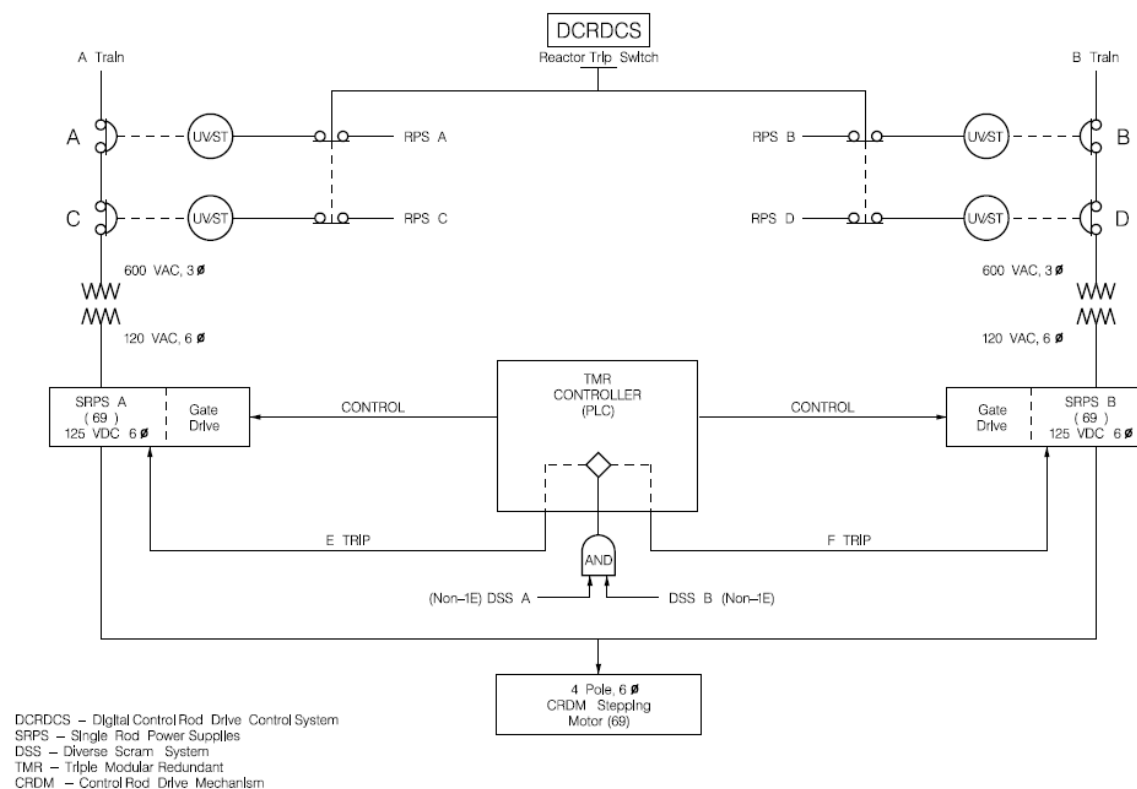 DCRDCS
Reactor Trip Switch
A Train
B Train
A
UV/ST
RPS A
RPS B
UV/ST
B
C
UV/ST
RPS C
RPS D
UV/ST
D
600 VAC, 3 Ø
600 VAC, 3 Ø
120 VAC, 6 Ø
120 VAC, 6 Ø
SRPS A
( 69 )
125 VDC 6 Ø
Gate
Drive
CONTROL
TMR
CONTROLLER
(PLC)
CONTROL
Gate
Drive
SRPS B
( 69 )
125 VDC 6 Ø
E TRIP
F TRIP
AND
(Non-1E) DSS A
DSS B (Non-1E)
4 Pole, 6 Ø
CRDM Stepping
Motor (69)
DCRDCS – Digital Control Rod Drive Control System
SRPS – Single Rod Power Supplies
DSS – Diverse Scram System
TMR – Triple Modular Redundant
CRDM – Control Rod Drive Mechanism